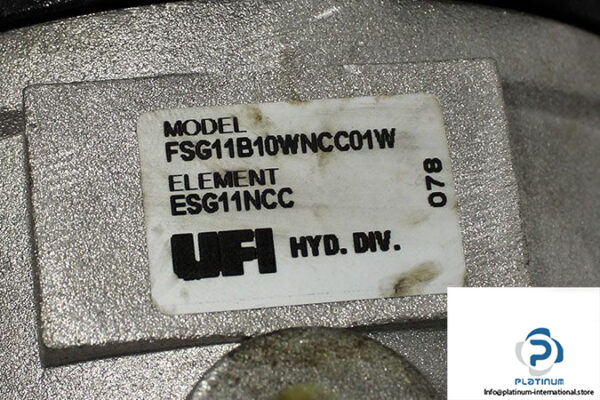 MODEL
FSG11B10WNCC01W
ELEMENT
ESG11NCC
078
UFI HYD. DIV.
PLATINUM
Info@platinum-international.store